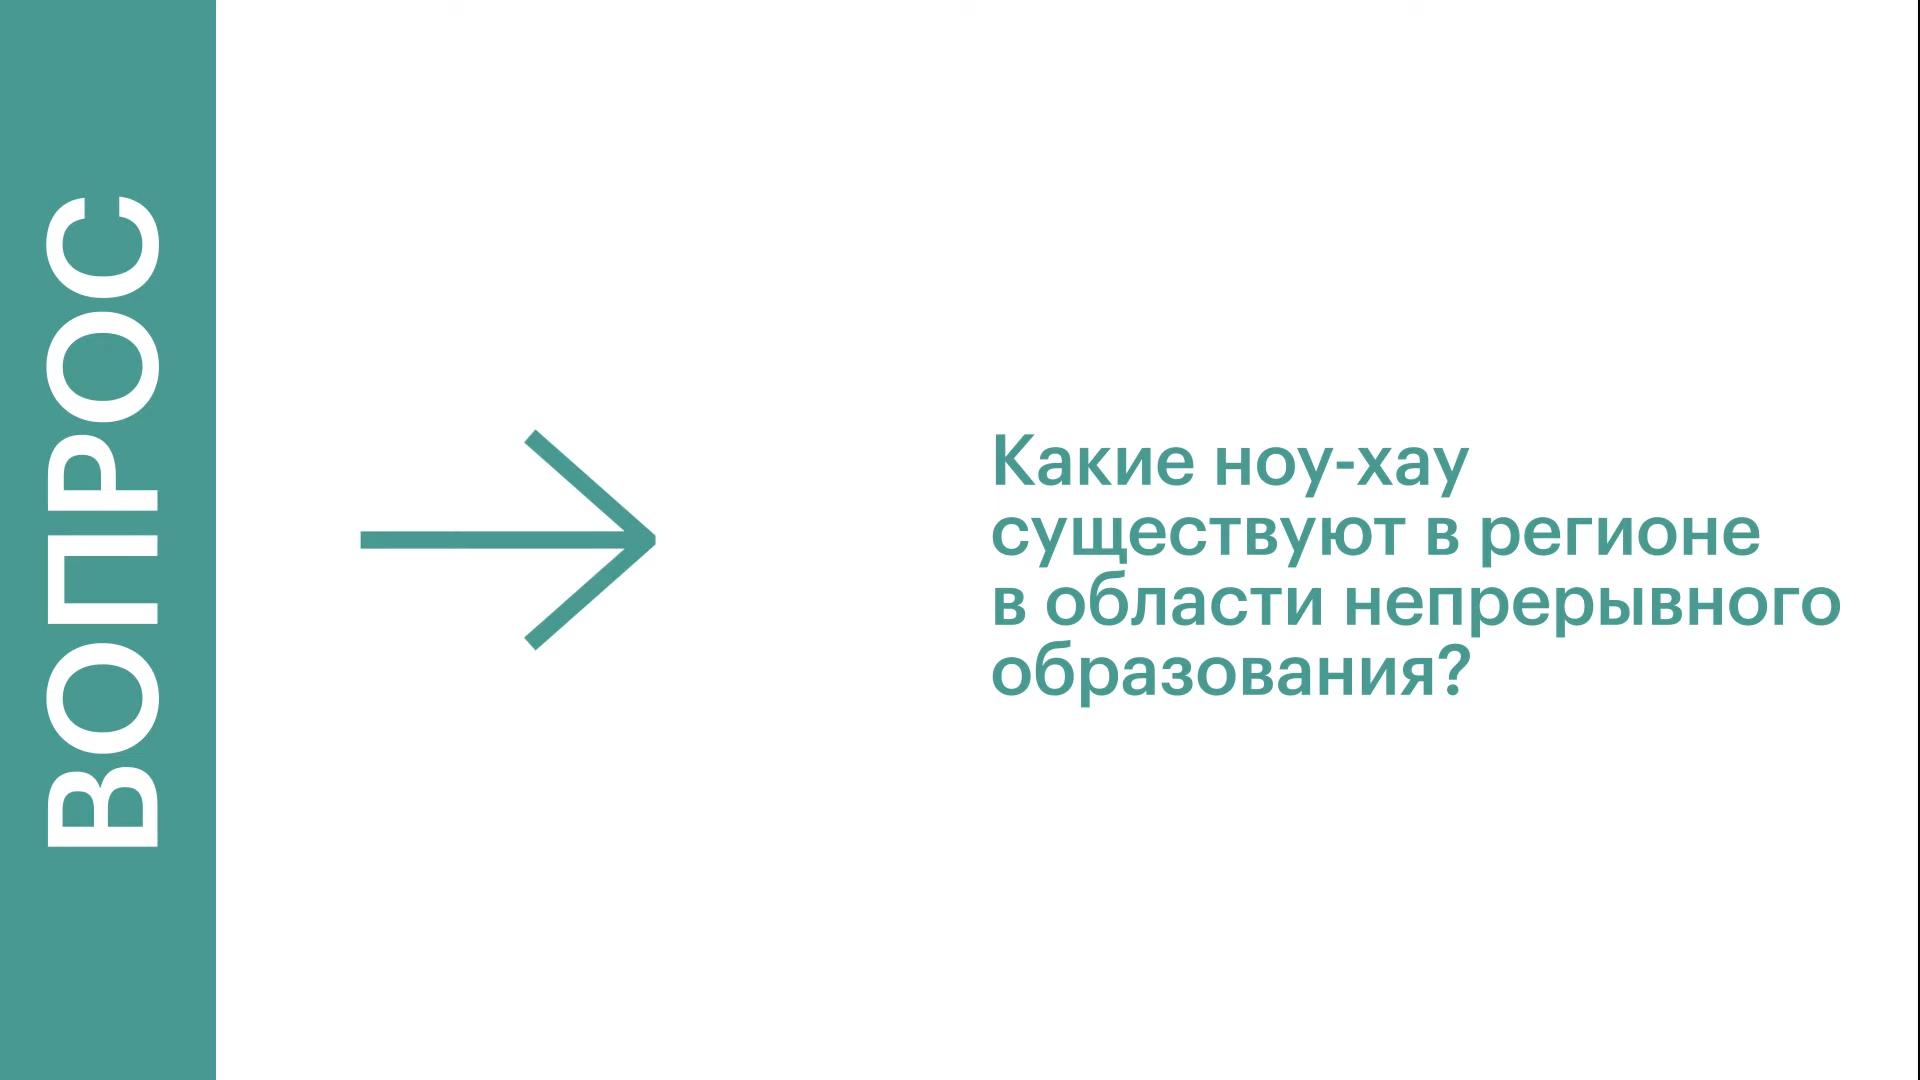 ВОПРОС
Какие ноу-хау
существуют в регионе
в области непрерывного
образования?